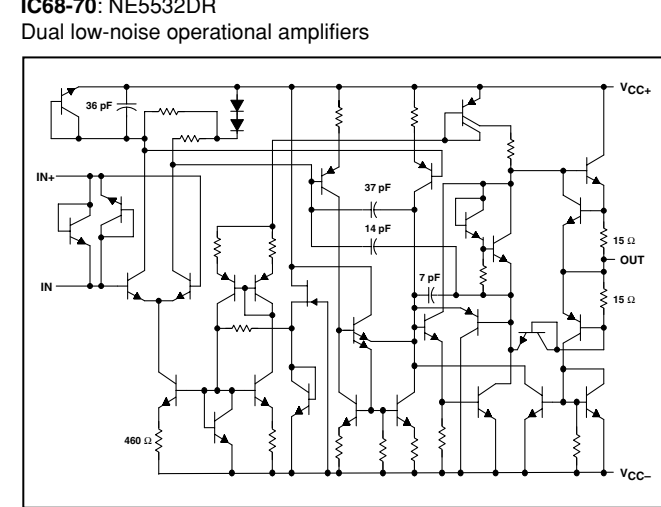 IC68-70: NE5532DR
Dual low-noise operational amplifiers
VCC+
36 pF
IN+
37 pF
14 pF
15 Ω
OUT
IN
7 pF
15 Ω
460 Ω
VCC−